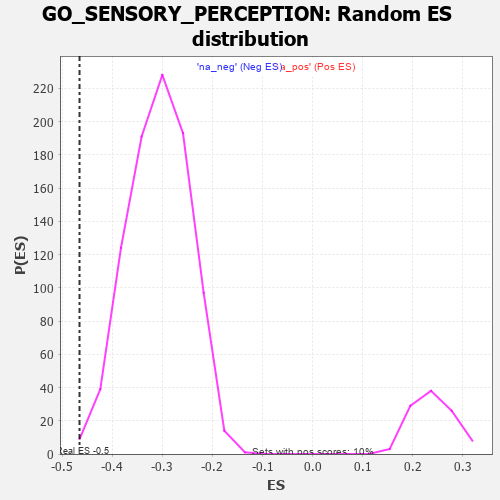 GO_SENSORY_PERCEPTION: Random ES
distribution
'na_neg' (Neg ES)
a_pos' (Pos ES)
P(ES)
220
200
180
160
140
120
100
80
60
40
20
0
Real ES -0.5
Sets with pos scores: 10%
-0.5 -0.4 -0.3 -0.2 -0.1 0.0 0.1 0.2 0.3
ES